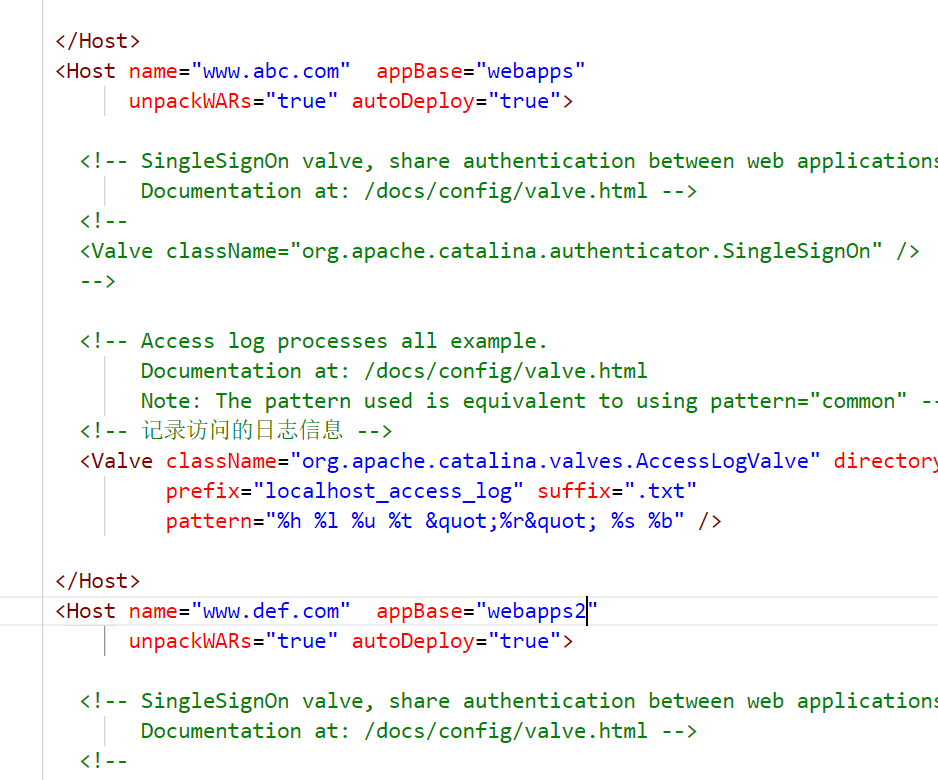 </Host>
<Host name="www.abc.com"  appBase="webapps"
unpackWARs="true" autoDeploy="true">
<!-- SingleSignOn valve, share authentication between web applications
Documentation at: /docs/config/valve.html -->
<!--
<Valve className="org.apache.catalina.authenticator.SingleSignOn" />
-->
<!-- Access log processes all example.
Documentation at: /docs/config/valve.html
Note: The pattern used is equivalent to using pattern="common" --
<!-- 记录访问的日志信息 -->
<Valve className="org.apache.catalina.valves.AccessLogValve" directory
prefix="localhost_access_log" suffix=".txt"
pattern="%h %l %u %t &quot;%r&quot; %s %b" />
</Host>
<Host name="www.def.com"  appBase="webapps2"
unpackWARs="true" autoDeploy="true">
<!-- SingleSignOn valve, share authentication between web applications
Documentation at: /docs/config/valve.html -->
<!--